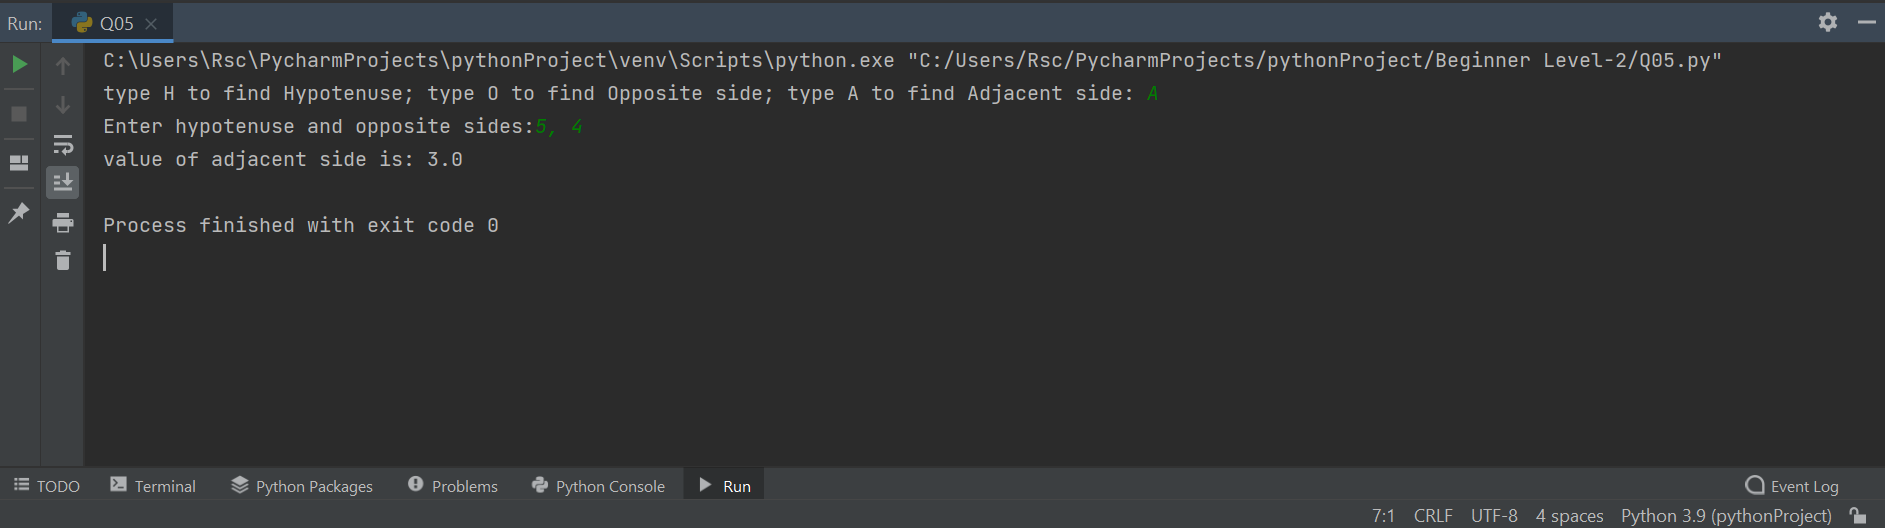 Run: Q05
C:\Users\Rsc\PycharmProjects\pythonProject\venv\Scripts\python.exe "C:/Users/Rsc/PycharmProjects/pythonProject/Beginner Level-2/Q05.py"
type H to find Hypotenuse; type O to find Opposite side; type A to find Adjacent side: A
Enter hypotenuse and opposite sides:5, 4
value of adjacent side is: 3.0
Process finished with exit code 0
TODO Terminal Python Packages Problems Python Console Run Event Log
7:1 CRLF UTF-8 4 spaces Python 3.9 (pythonProject)